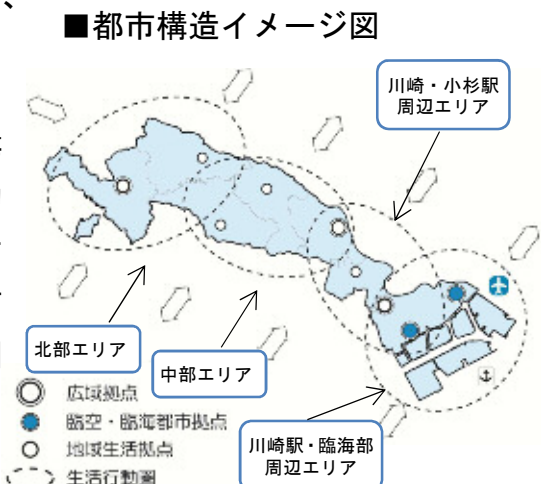 ■都市構造イメージ図
川崎・小杉駅
周辺エリア
北部エリア
中部エリア
川崎駅・臨海部
周辺エリア
広域拠点
臨空・臨海都市拠点
地域生活拠点
生活行動圏